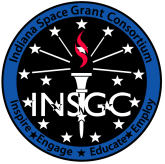 Indiana Space Grant Consortium
INSGC
Inspire★Engage★Educate★Employ